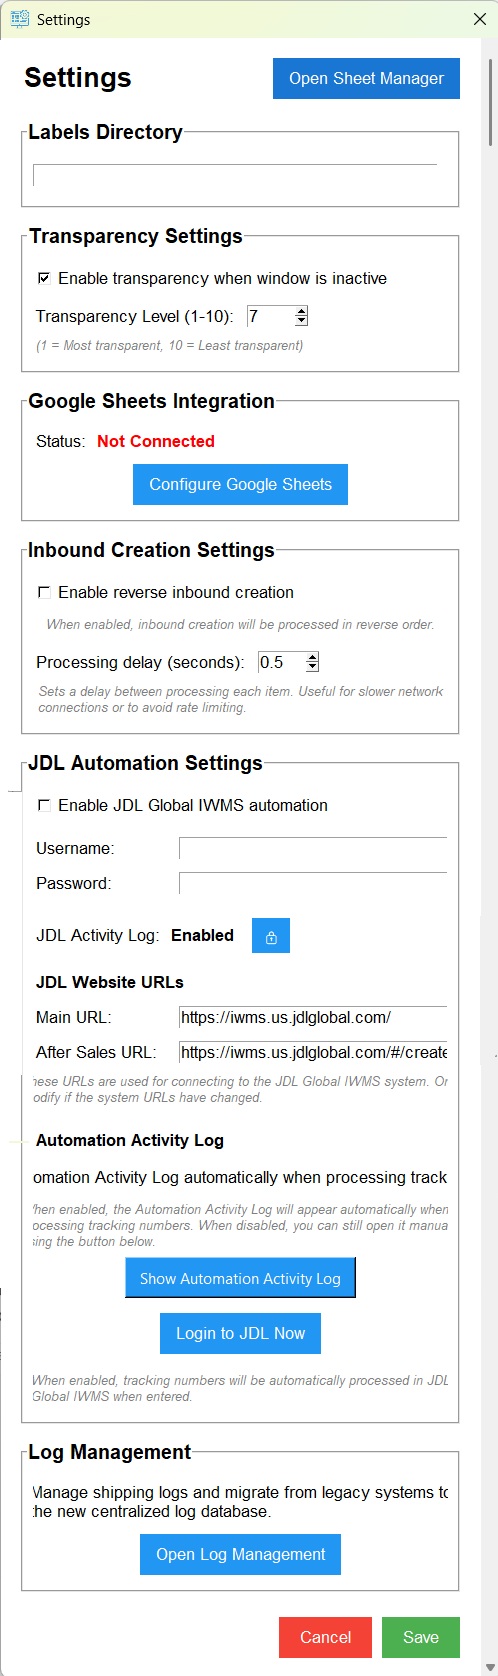 Settings
Settings
Open Sheet Manager
Labels Directory
Transparency Settings
Enable transparency when window is inactive
Transparency Level (1-10): 7
(1 = Most transparent, 10 = Least transparent)
Google Sheets Integration
Status: Not Connected
Configure Google Sheets
Inbound Creation Settings
Enable reverse inbound creation
When enabled, inbound creation will be processed in reverse order.
Processing delay (seconds): 0.5
Sets a delay between processing each item. Useful for slower network
connections or to avoid rate limiting.
JDL Automation Settings
Enable JDL Global IWMS automation
Username:
Password:
JDL Activity Log: Enabled
JDL Website URLs
Main URL: https://iwms.us.jdlglobal.com/
After Sales URL: https://iwms.us.jdlglobal.com/#/create
hese URLs are used for connecting to the JDL Global IWMS system. Or
odify if the system URLs have changed.
Automation Activity Log
omation Activity Log automatically when processing track
hen enabled, the Automation Activity Log will appear automatically when
ocessing tracking numbers. When disabled, you can still open it manua
ing the button below.
Show Automation Activity Log
Login to JDL Now
When enabled, tracking numbers will be automatically processed in JDL
Global IWMS when entered.
Log Management
Manage shipping logs and migrate from legacy systems to
the new centralized log database.
Open Log Management
Cancel
Save